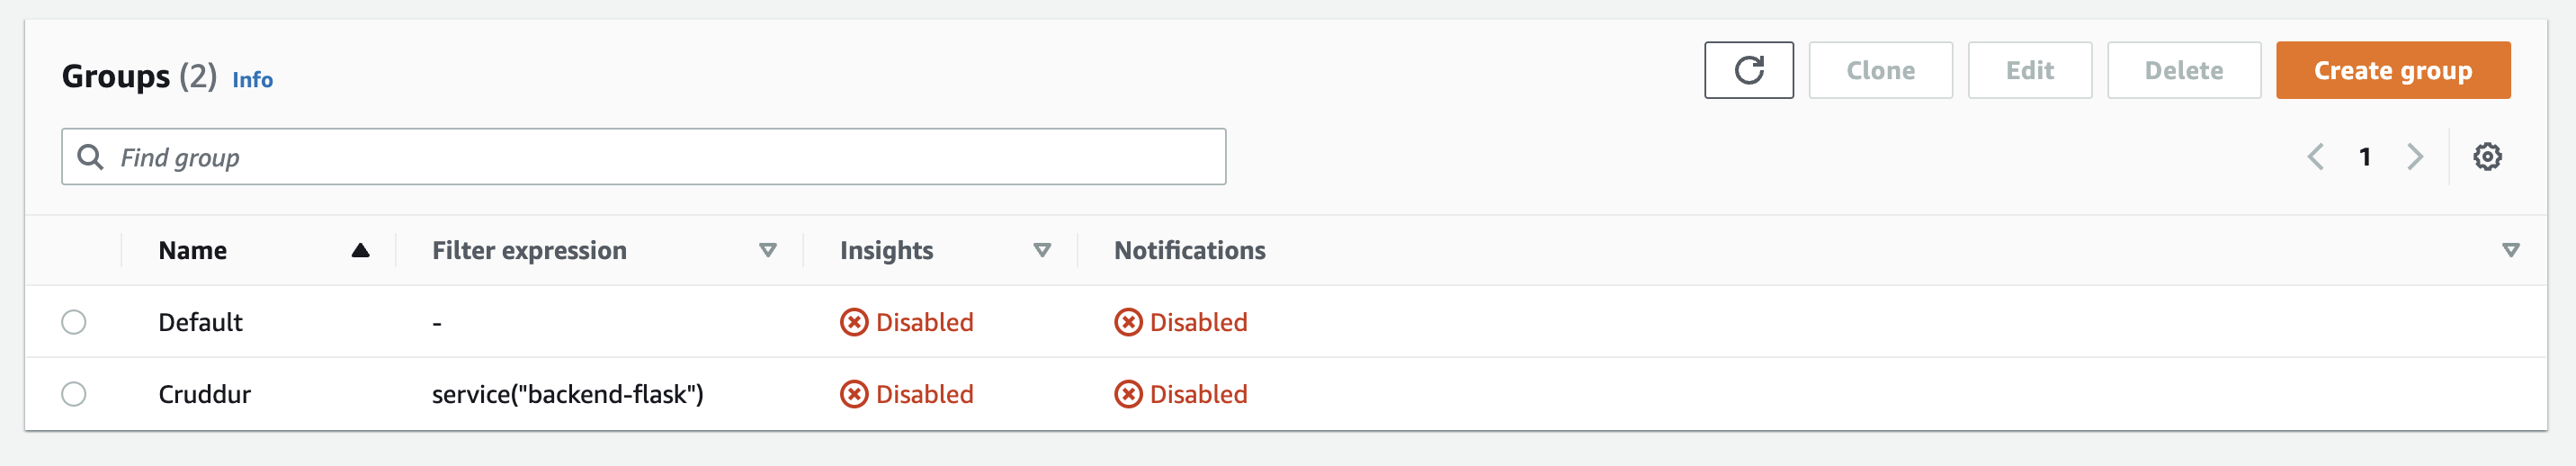 Groups (2) Info
Clone Edit Delete Create group
Find group
1
Name Filter expression Insights Notifications
Default - Disabled Disabled
Cruddur service("backend-flask") Disabled Disabled